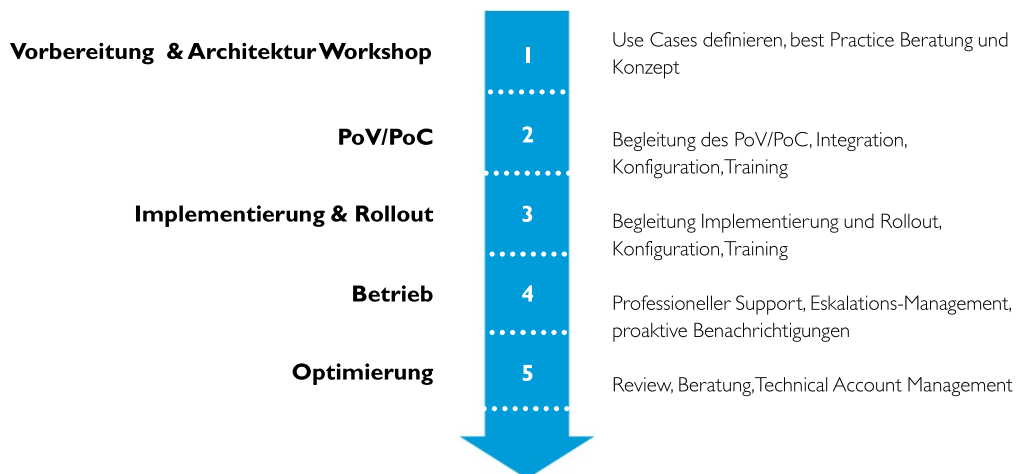 Vorbereitung & Architektur Workshop
1
Use Cases definieren, best Practice Beratung und
Konzept
PoV/PoC
2
Begleitung des PoV/PoC, Integration,
Konfiguration, Training
Implementierung & Rollout
3
Begleitung Implementierung und Rollout,
Konfiguration, Training
Betrieb
4
Professioneller Support, Eskalations-Management,
proaktive Benachrichtigungen
Optimierung
5
Review, Beratung, Technical Account Management